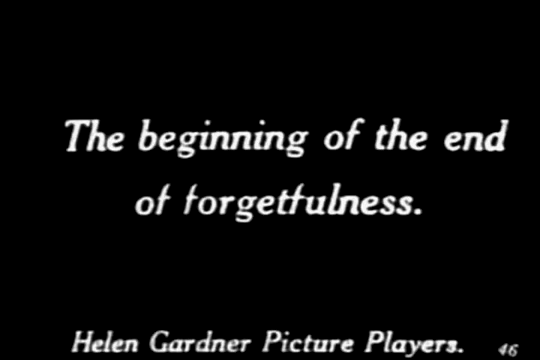 The beginning of the end
of forgetfulness.
Helen Gardner Picture Players. 46